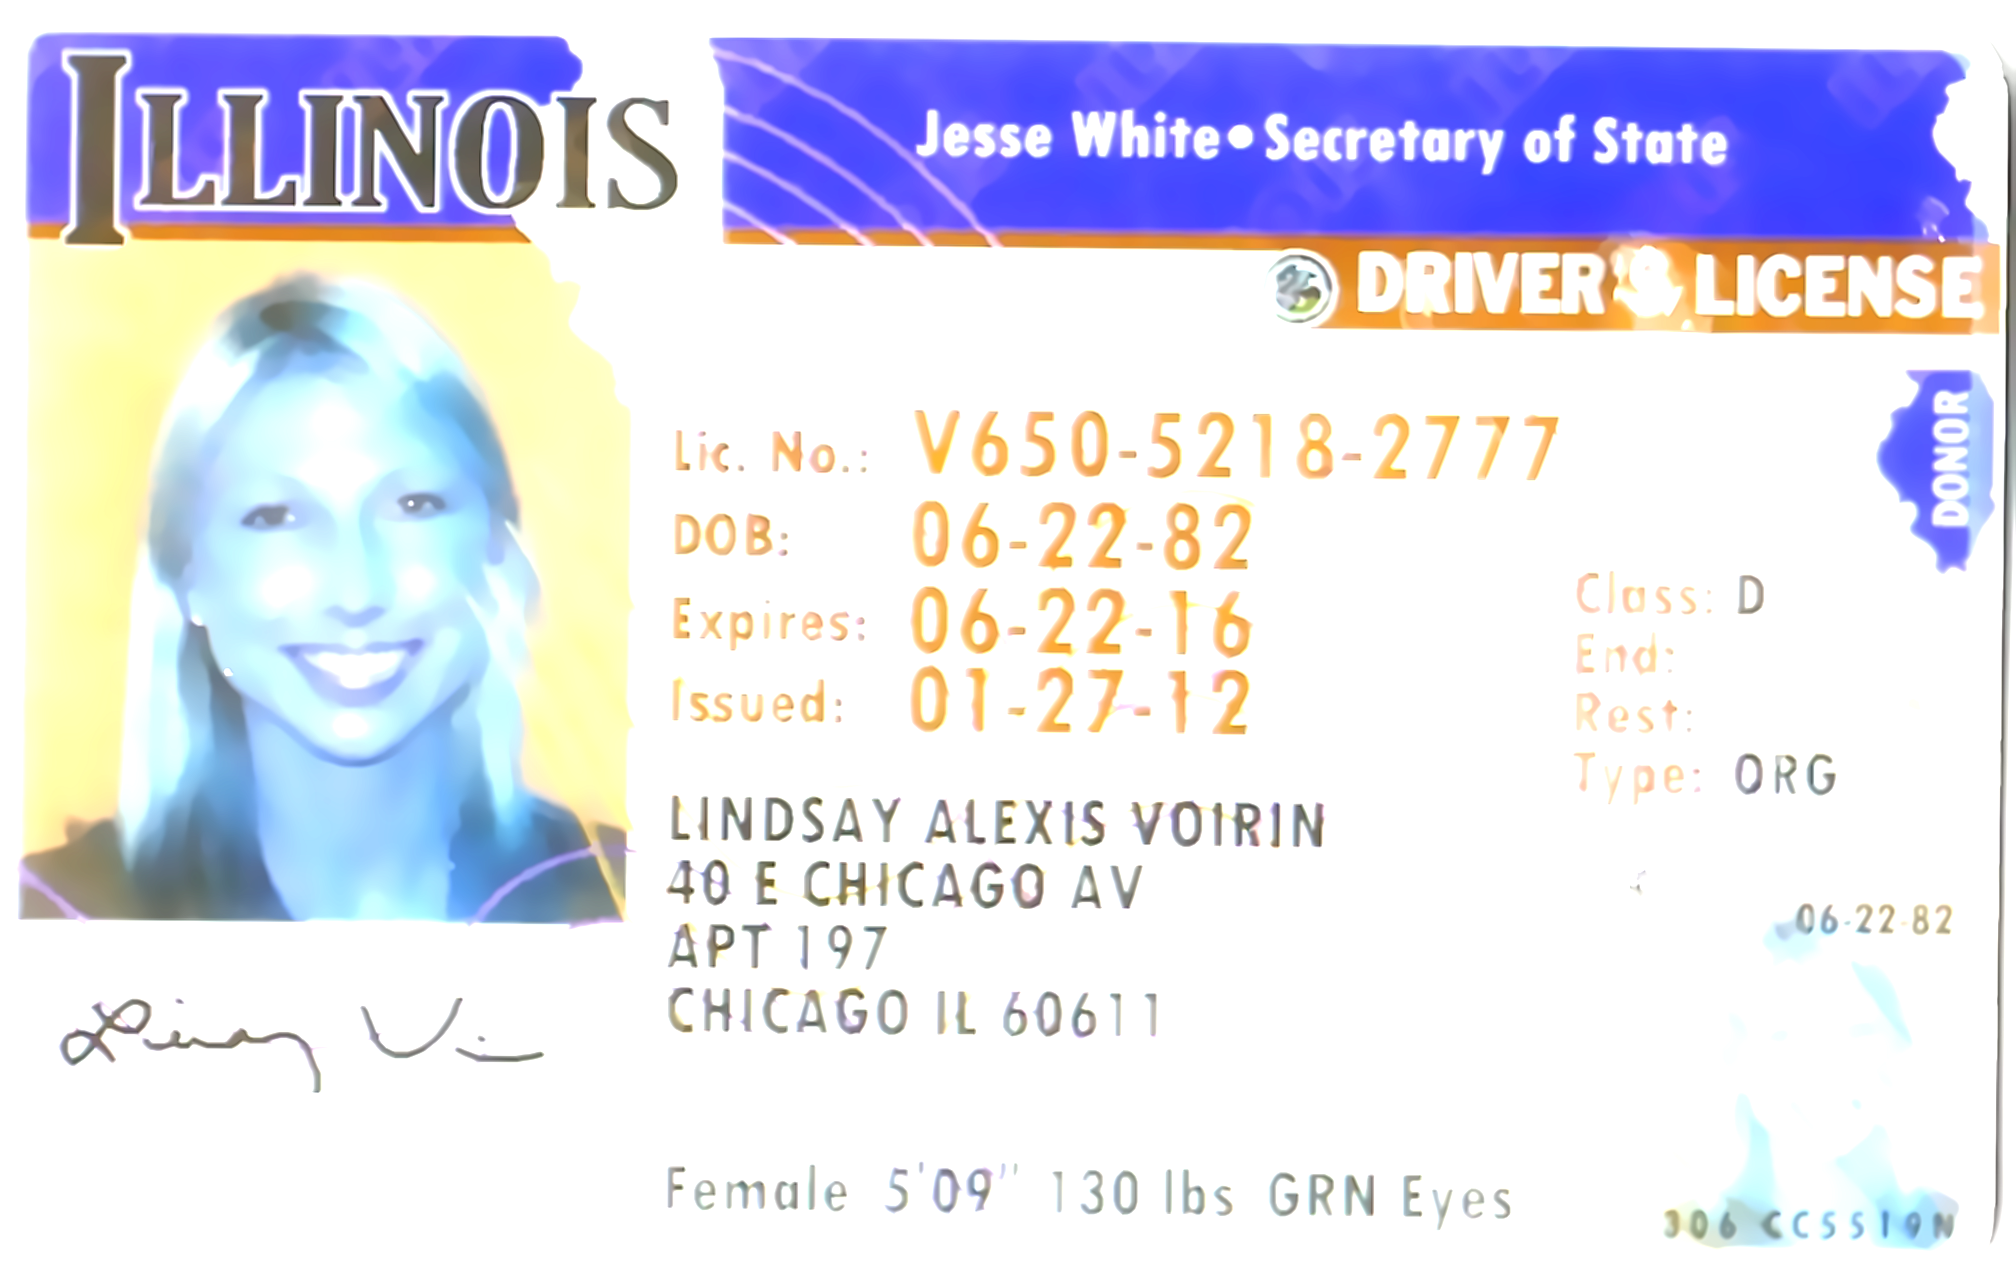 ILLINOIS
Jesse White•Secretary of State
DRIVER'S LICENSE
DONOR
Lic. No.: V650-5218-2777
DOB: 06-22-82
Expires: 06-22-16
Issued: 01-27-12
Class: D
End:
Rest:
Type: ORG
LINDSAY ALEXIS VOIRIN
40 E CHICAGO AV
APT 197
CHICAGO IL 60611
06-22-82
Female 5'09" 130 lbs GRN Eyes
306 CC5519N